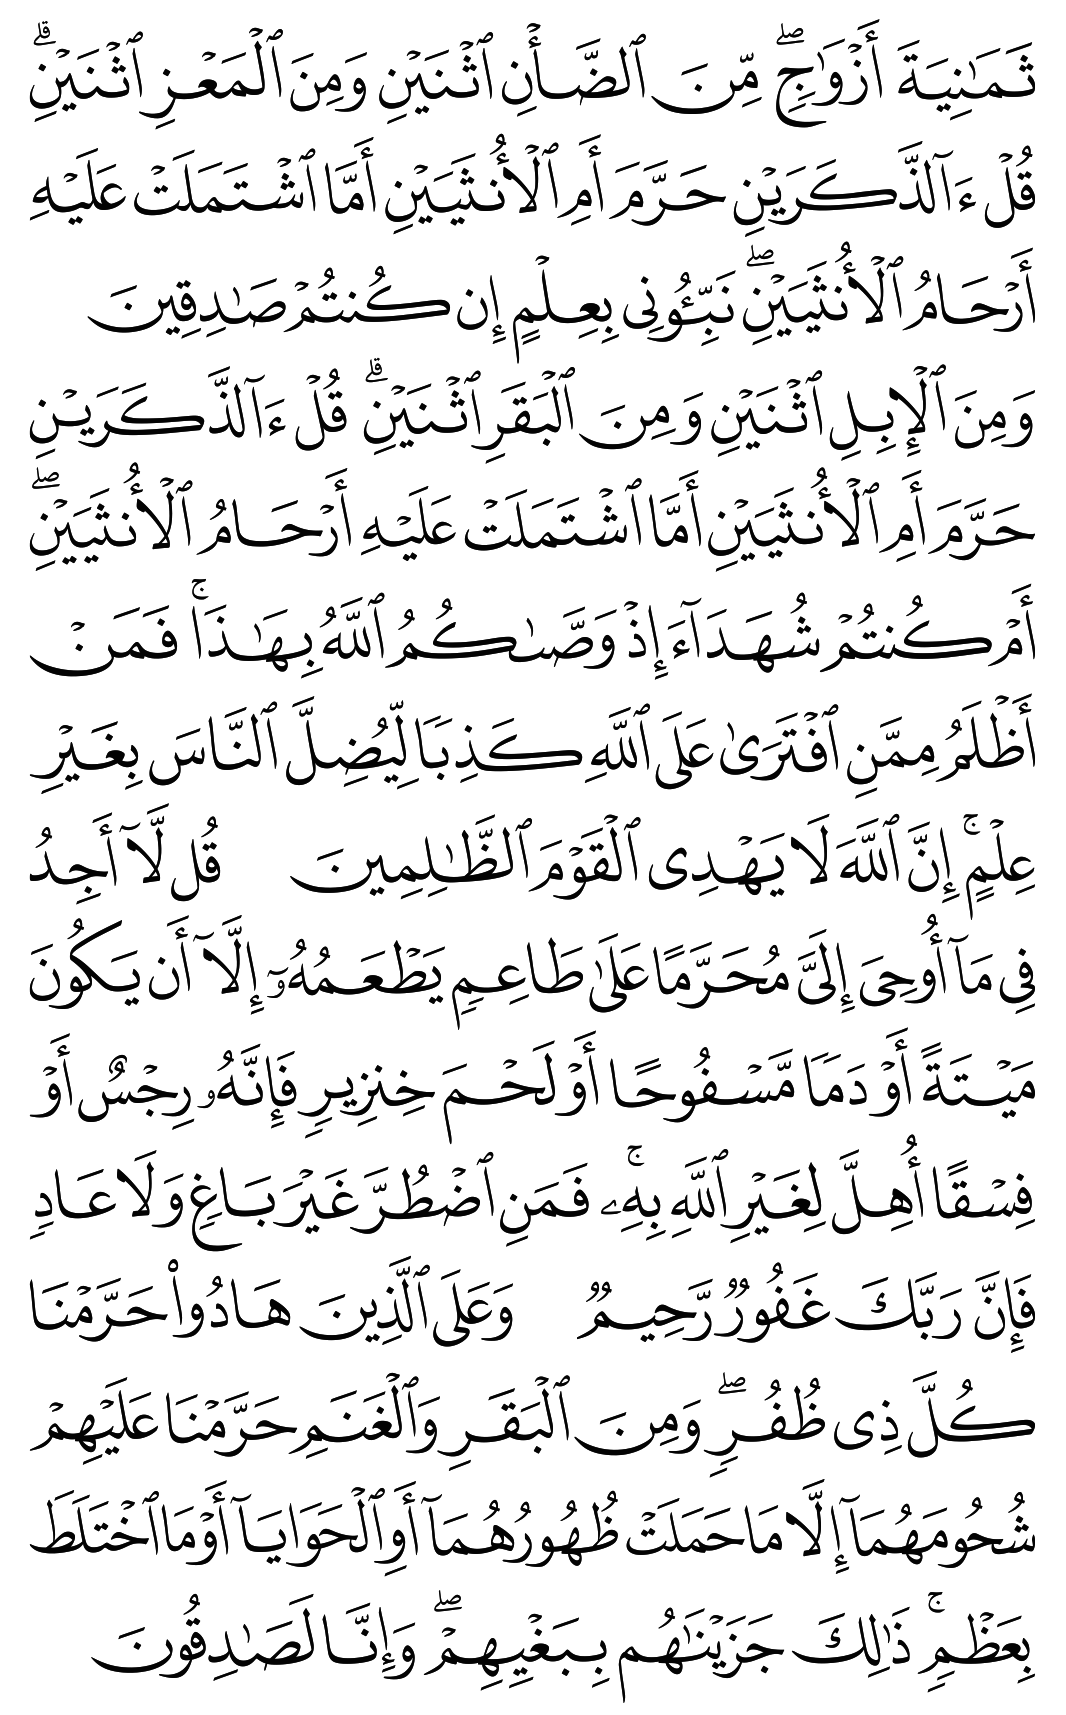 ثَمَٰنِيَةَ أَزۡوَٰجٖۖ مِّنَ ٱلضَّأۡنِ ٱثۡنَيۡنِ وَمِنَ ٱلۡمَعۡزِ ٱثۡنَيۡنِۗ
قُلۡ ءَآلذَّكَرَيۡنِ حَرَّمَ أَمِ ٱلۡأُنثَيَيۡنِ أَمَّا ٱشۡتَمَلَتۡ عَلَيۡهِ
أَرۡحَامُ ٱلۡأُنثَيَيۡنِۖ نَبِّـُٔونِي بِعِلۡمٍ إِن كُنتُمۡ صَٰدِقِينَ
وَمِنَ ٱلۡإِبِلِ ٱثۡنَيۡنِ وَمِنَ ٱلۡبَقَرِ ٱثۡنَيۡنِۗ قُلۡ ءَآلذَّكَرَيۡنِ
حَرَّمَ أَمِ ٱلۡأُنثَيَيۡنِ أَمَّا ٱشۡتَمَلَتۡ عَلَيۡهِ أَرۡحَامُ ٱلۡأُنثَيَيۡنِۖ
أَمۡ كُنتُمۡ شُهَدَآءَ إِذۡ وَصَّىٰكُمُ ٱللَّهُ بِهَٰذَاۚ فَمَنۡ
أَظۡلَمُ مِمَّنِ ٱفۡتَرَىٰ عَلَى ٱللَّهِ كَذِبٗا لِّيُضِلَّ ٱلنَّاسَ بِغَيۡرِ
عِلۡمٍۚ إِنَّ ٱللَّهَ لَا يَهۡدِي ٱلۡقَوۡمَ ٱلظَّٰلِمِينَ قُل لَّآ أَجِدُ
فِي مَآ أُوحِيَ إِلَيَّ مُحَرَّمًا عَلَىٰ طَاعِمٖ يَطۡعَمُهُۥٓ إِلَّآ أَن يَكُونَ
مَيۡتَةً أَوۡ دَمٗا مَّسۡفُوحًا أَوۡ لَحۡمَ خِنزِيرٖ فَإِنَّهُۥ رِجۡسٌ أَوۡ
فِسۡقًا أُهِلَّ لِغَيۡرِ ٱللَّهِ بِهِۦۚ فَمَنِ ٱضۡطُرَّ غَيۡرَ بَاغٖ وَلَا عَادٖ
فَإِنَّ رَبَّكَ غَفُورٞ رَّحِيمٞ وَعَلَى ٱلَّذِينَ هَادُواْ حَرَّمۡنَا
كُلَّ ذِي ظُفُرٖۖ وَمِنَ ٱلۡبَقَرِ وَٱلۡغَنَمِ حَرَّمۡنَا عَلَيۡهِمۡ
شُحُومَهُمَآ إِلَّا مَا حَمَلَتۡ ظُهُورُهُمَآ أَوِ ٱلۡحَوَايَآ أَوۡ مَا ٱخۡتَلَطَ
بِعَظۡمٖۚ ذَٰلِكَ جَزَيۡنَٰهُم بِبَغۡيِهِمۡۖ وَإِنَّا لَصَٰدِقُونَ